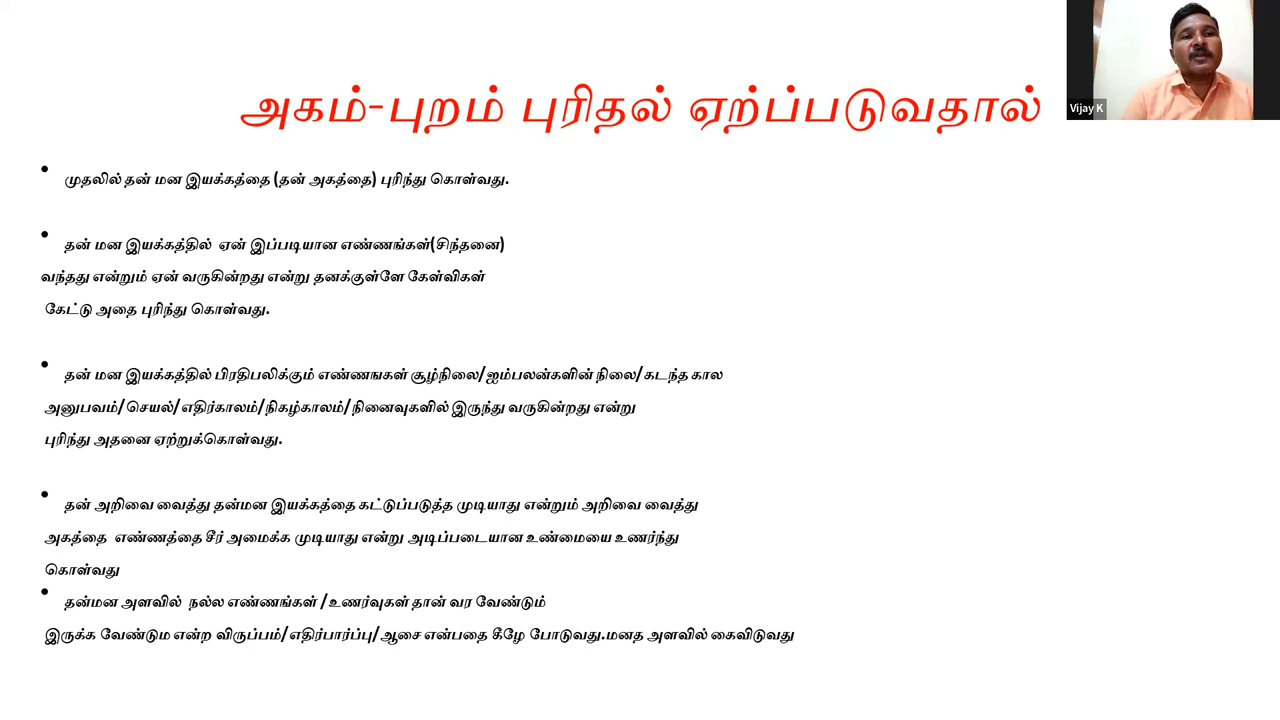 அகம்-புறம் புரிதல் ஏற்ப்படுவதால்
Vijay K
• முதலில் தன் மன இயக்கத்தை (தன் அகத்தை) புரிந்து கொள்வது.
• தன் மன இயக்கத்தில் ஏன் இப்படியான எண்ணங்கள்(சிந்தனை)
வந்தது என்றும் ஏன் வருகின்றது என்று தனக்குள்ளே கேள்விகள்
கேட்டு அதை புரிந்து கொள்வது.
• தன் மன இயக்கத்தில் பிரதிபலிக்கும் எண்ணஙகள் சூழ்நிலை/ஐம்பலன்களின் நிலை/கடந்த கால
அனுபவம்/செயல்/எதிர்காலம்/நிகழ்காலம்/நினைவுகளில் இருந்து வருகின்றது என்று
புரிந்து அதனை ஏற்றுக்கொள்வது.
• தன் அறிவை வைத்து தன்மன இயக்கத்தை கட்டுப்படுத்த முடியாது என்றும் அறிவை வைத்து
அகத்தை எண்ணத்தை சீர் அமைக்க முடியாது என்று அடிப்படையான உண்மையை உணர்ந்து
கொள்வது
• தன்மன அளவில் நல்ல எண்ணங்கள் /உணர்வுகள் தான் வர வேண்டும்
இருக்க வேண்டும என்ற விருப்பம்/எதிர்பார்ப்பு/ஆசை என்பதை கீழே போடுவது.மனத அளவில் கைவிடுவது